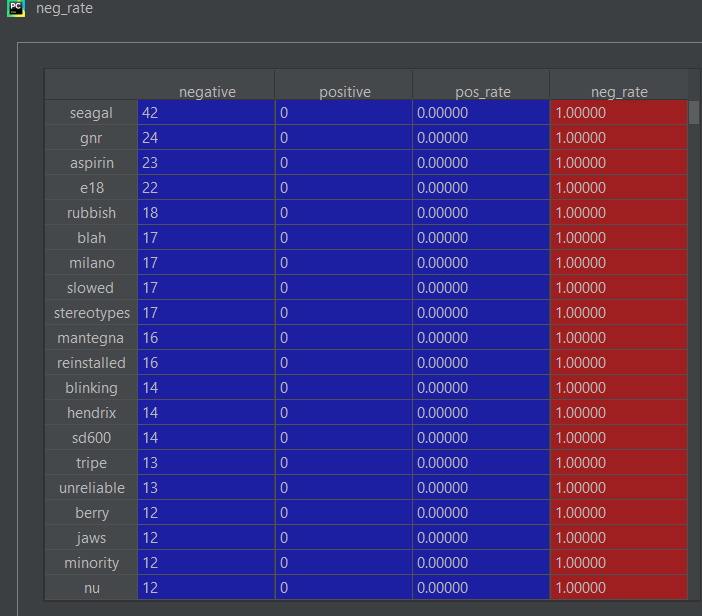 PC neg_rate
negative positive pos_rate neg_rate
seagal 42 0 0.00000 1.00000
gnr 24 0 0.00000 1.00000
aspirin 23 0 0.00000 1.00000
e18 22 0 0.00000 1.00000
rubbish 18 0 0.00000 1.00000
blah 17 0 0.00000 1.00000
milano 17 0 0.00000 1.00000
slowed 17 0 0.00000 1.00000
stereotypes 17 0 0.00000 1.00000
mantegna 16 0 0.00000 1.00000
reinstalled 16 0 0.00000 1.00000
blinking 14 0 0.00000 1.00000
hendrix 14 0 0.00000 1.00000
sd600 14 0 0.00000 1.00000
tripe 13 0 0.00000 1.00000
unreliable 13 0 0.00000 1.00000
berry 12 0 0.00000 1.00000
jaws 12 0 0.00000 1.00000
minority 12 0 0.00000 1.00000
nu 12 0 0.00000 1.00000